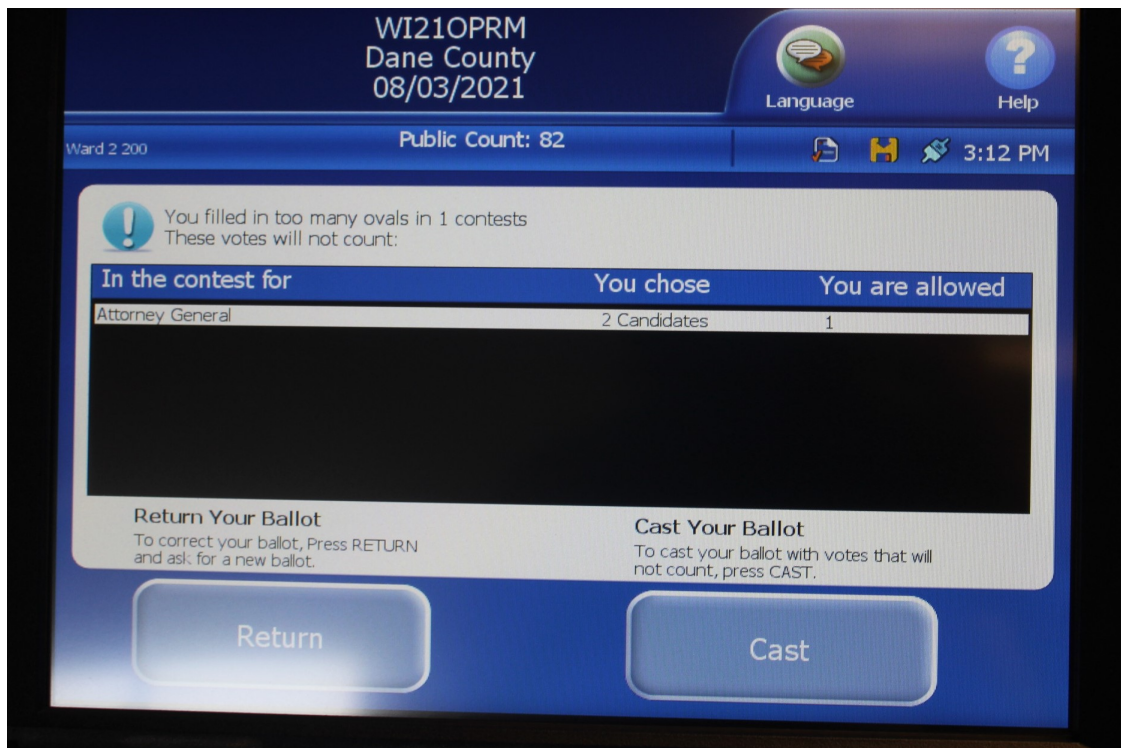 WI21OPRM
Dane County
08/03/2021
Language
?
Help
Ward 2 200
Public Count: 82
3:12 PM
!
You filled in too many ovals in 1 contests
These votes will not count:
In the contest for You chose You are allowed
Attorney General 2 Candidates 1
Return Your Ballot
To correct your ballot, Press RETURN
and ask for a new ballot.
Cast Your Ballot
To cast your ballot with votes that will
not count, press CAST.
Return
Cast